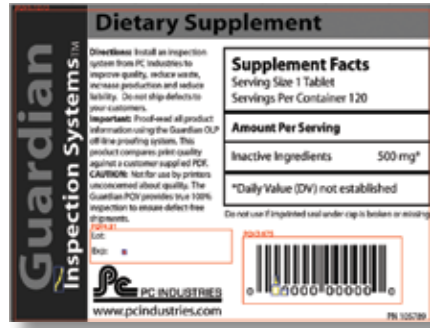 Dietary Supplement
Guardian
Inspection Systems™
Directions: Install an inspection
system from PC Industries to
improve quality, reduce waste,
increase production and reduce
liability. Do not ship defects to
your customers.
Important: Proof-read all product
information using the Guardian OLP
off-line proofing system. This
product compares print quality
against a customer supplied PDF.
CAUTION: Not for use by printers
unconcerned about quality. The
Guardian PQV provides true 100%
inspection to ensure defect-free
shipments.
Lot:
Exp:
PC INDUSTRIES
www.pcindustries.com
Supplement Facts
Serving Size 1 Tablet
Servings Per Container 120
Amount Per Serving
Inactive Ingredients 500 mg*
*Daily Value (DV) not established
Do not use if imprinted seal under cap is broken or missing
PN 105789